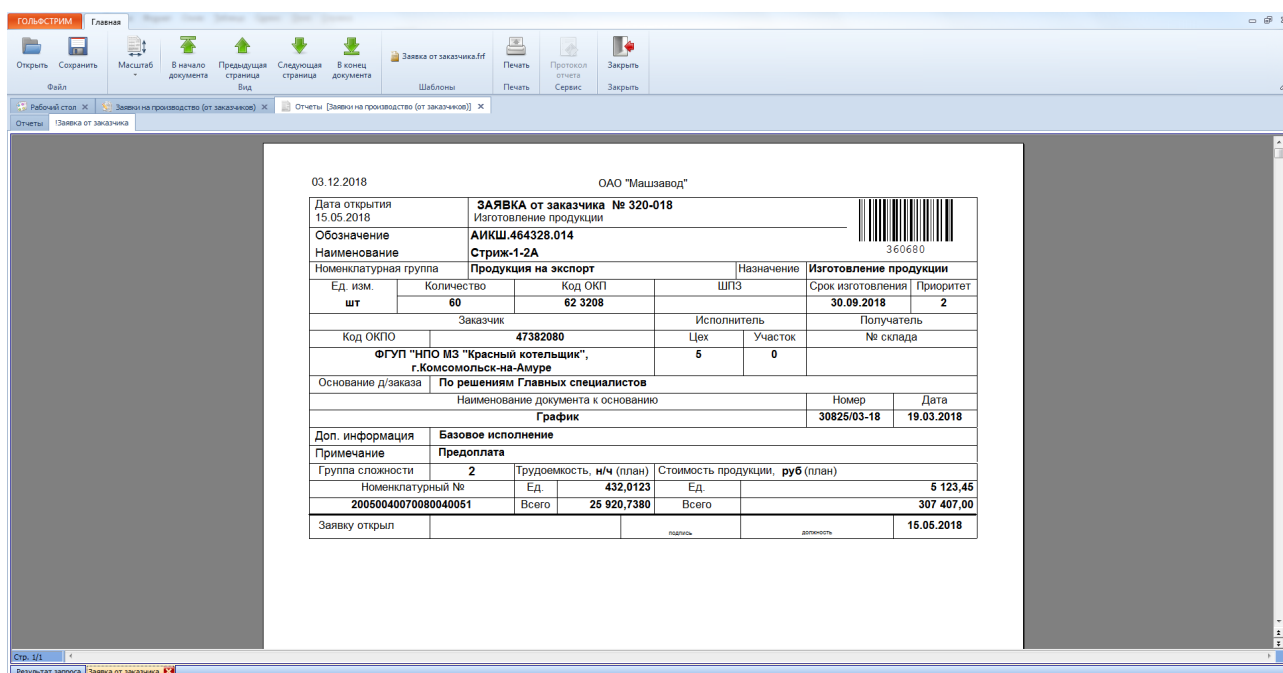 ГОЛЬФСТРИМ Главная
Открыть Сохранить Масштаб В начало документа Предыдущая страница Следующая страница В конец документа Заявка от заказчика.frf Печать Протокол отчета Закрыть
Файл Вид Шаблоны Печать Сервис Закрыть
Рабочий стол Заявки на производство (от заказчиков) Отчеты [Заявки на производство (от заказчиков)]
Отчеты !Заявка от заказчика
03.12.2018 ОАО "Машзавод"
Дата открытия ЗАЯВКА от заказчика № 320-018
15.05.2018 Изготовление продукции
Обозначение АИКШ.464328.014
360680
Наименование Стриж-1-2А
Номенклатурная группа Продукция на экспорт Назначение Изготовление продукции
Ед. изм. Количество Код ОКП ШПЗ Срок изготовления Приоритет
шт 60 62 3208 30.09.2018 2
Заказчик Исполнитель Получатель
Код ОКПО 47382080 Цех Участок № склада
ФГУП "НПО МЗ "Красный котельщик", 5 0
г.Комсомольск-на-Амуре
Основание д/заказа По решениям Главных специалистов
Наименование документа к основанию Номер Дата
График 30825/03-18 19.03.2018
Доп. информация Базовое исполнение
Примечание Предоплата
Группа сложности 2 Трудоемкость, н/ч (план) Стоимость продукции, руб (план)
Номенклатурный № Ед. 432,0123 Ед. 5 123,45
20050040070080040051 Всего 25 920,7380 Всего 307 407,00
Заявку открыл подпись должность 15.05.2018
Стр. 1/1
Результат запроса Заявка от заказчика